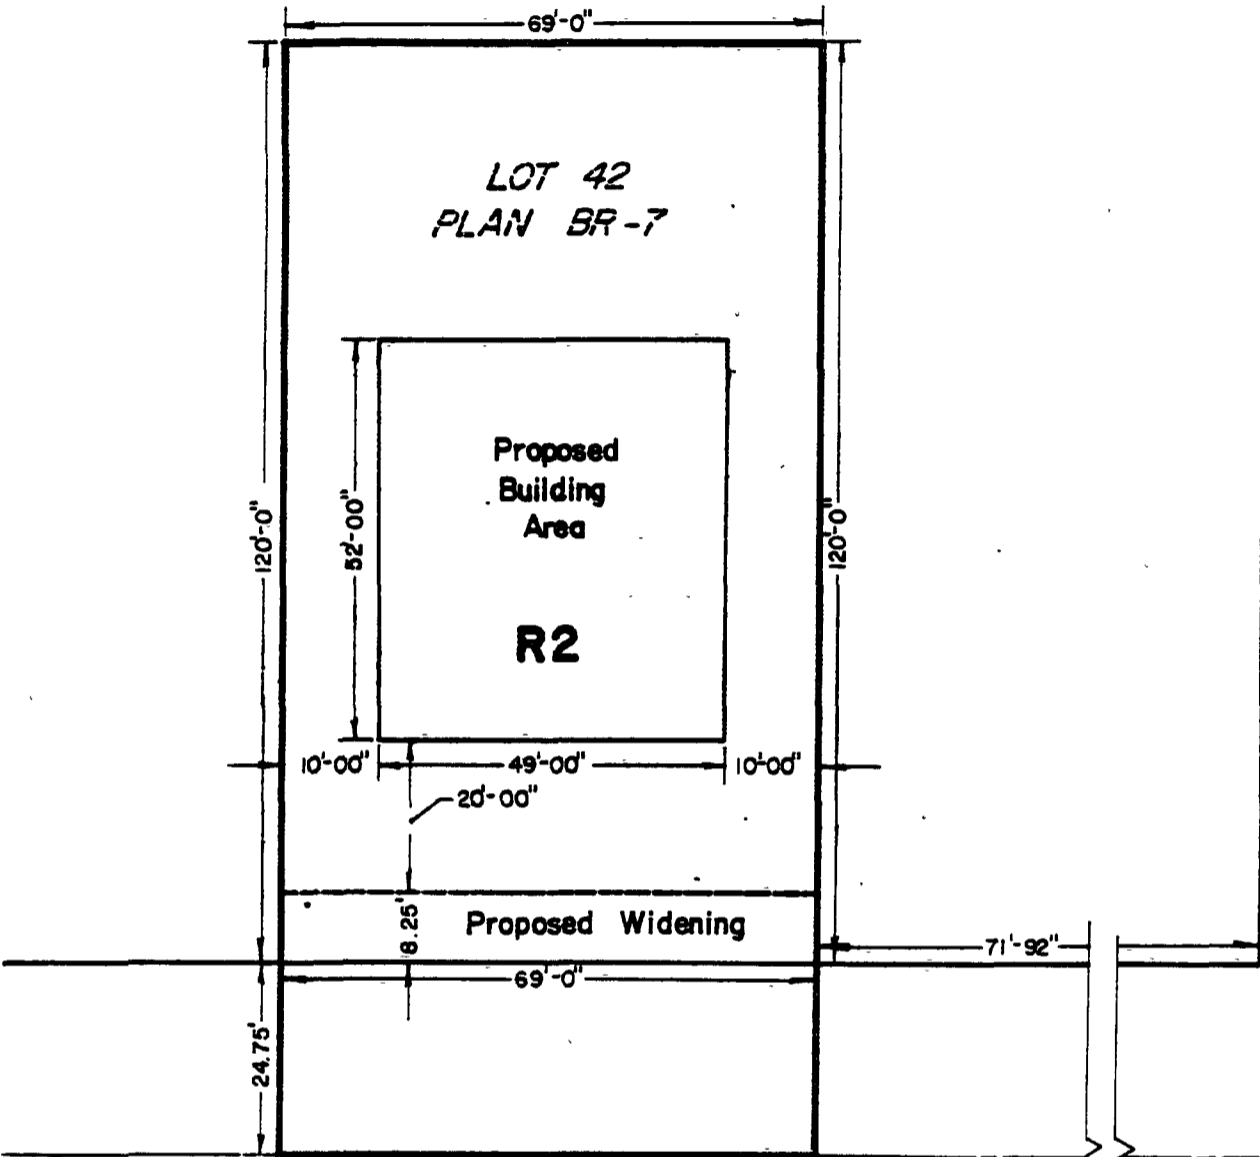 69'-0"
LOT 42
PLAN BR-7
Proposed
Building
Area
R2
120'-0"
52'-00"
120'-0"
10'-00"
49'-00"
10'-00"
20'-00"
8.25'
Proposed Widening
71'-92"
69'-0"
24.75'